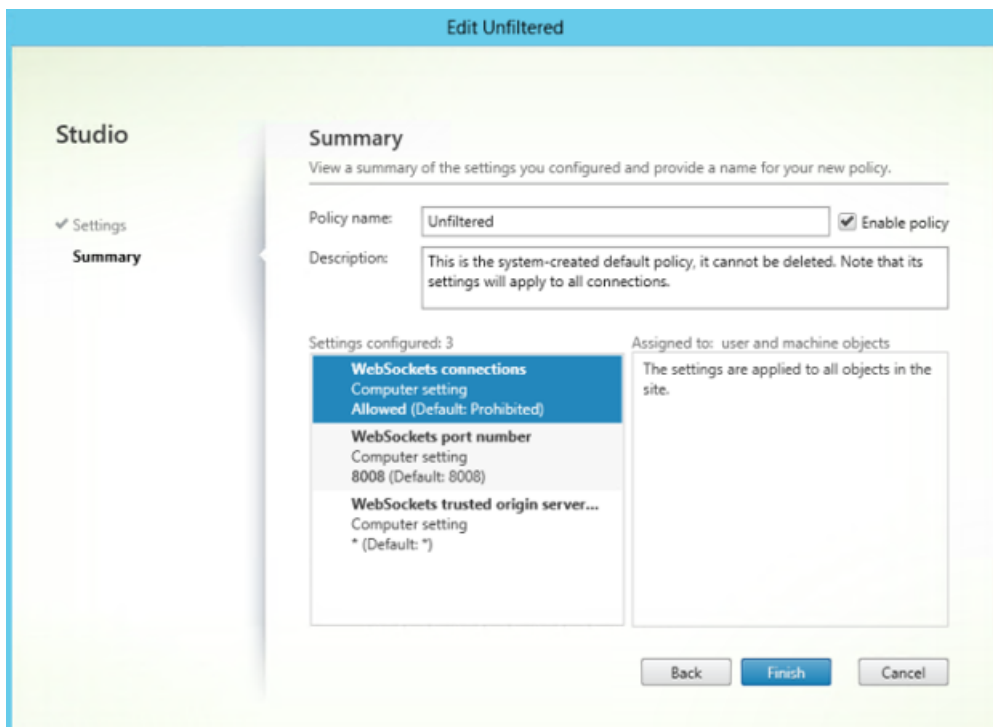 Edit Unfiltered
Studio
✔ Settings
Summary
Summary
View a summary of the settings you configured and provide a name for your new policy.
Policy name:
Unfiltered
Enable policy
Description:
This is the system-created default policy, it cannot be deleted. Note that its
settings will apply to all connections.
Settings configured: 3
WebSockets connections
Computer setting
Allowed (Default: Prohibited)
WebSockets port number
Computer setting
8008 (Default: 8008)
WebSockets trusted origin server...
Computer setting
* (Default: *)
Assigned to: user and machine objects
The settings are applied to all objects in the
site.
Back
Finish
Cancel